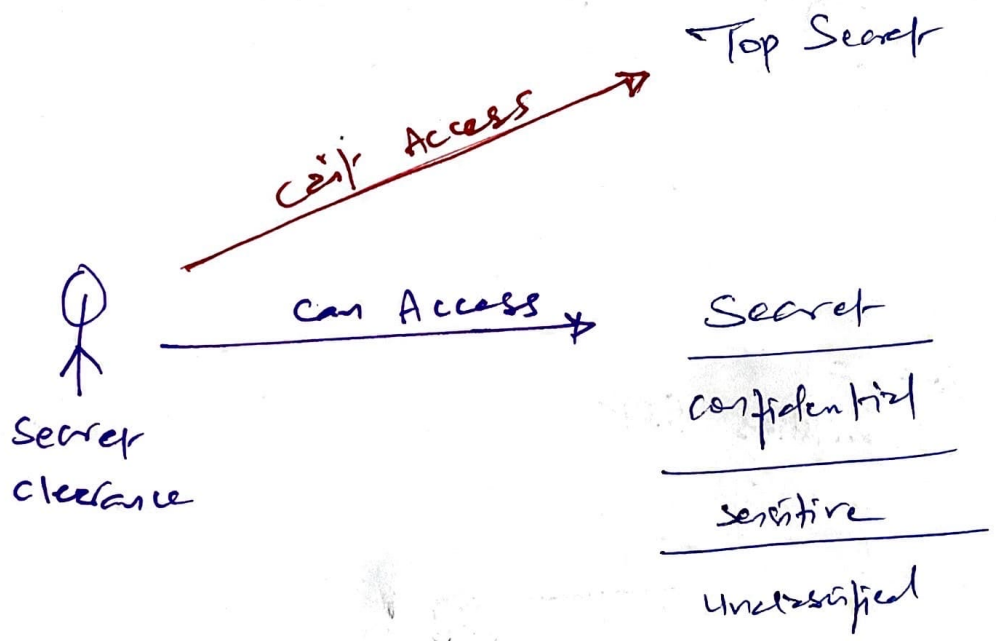 Top Secret
Can't Access
Can Access
Secret
Confidential
Sensitive
Unclassified
Secret
Clearance